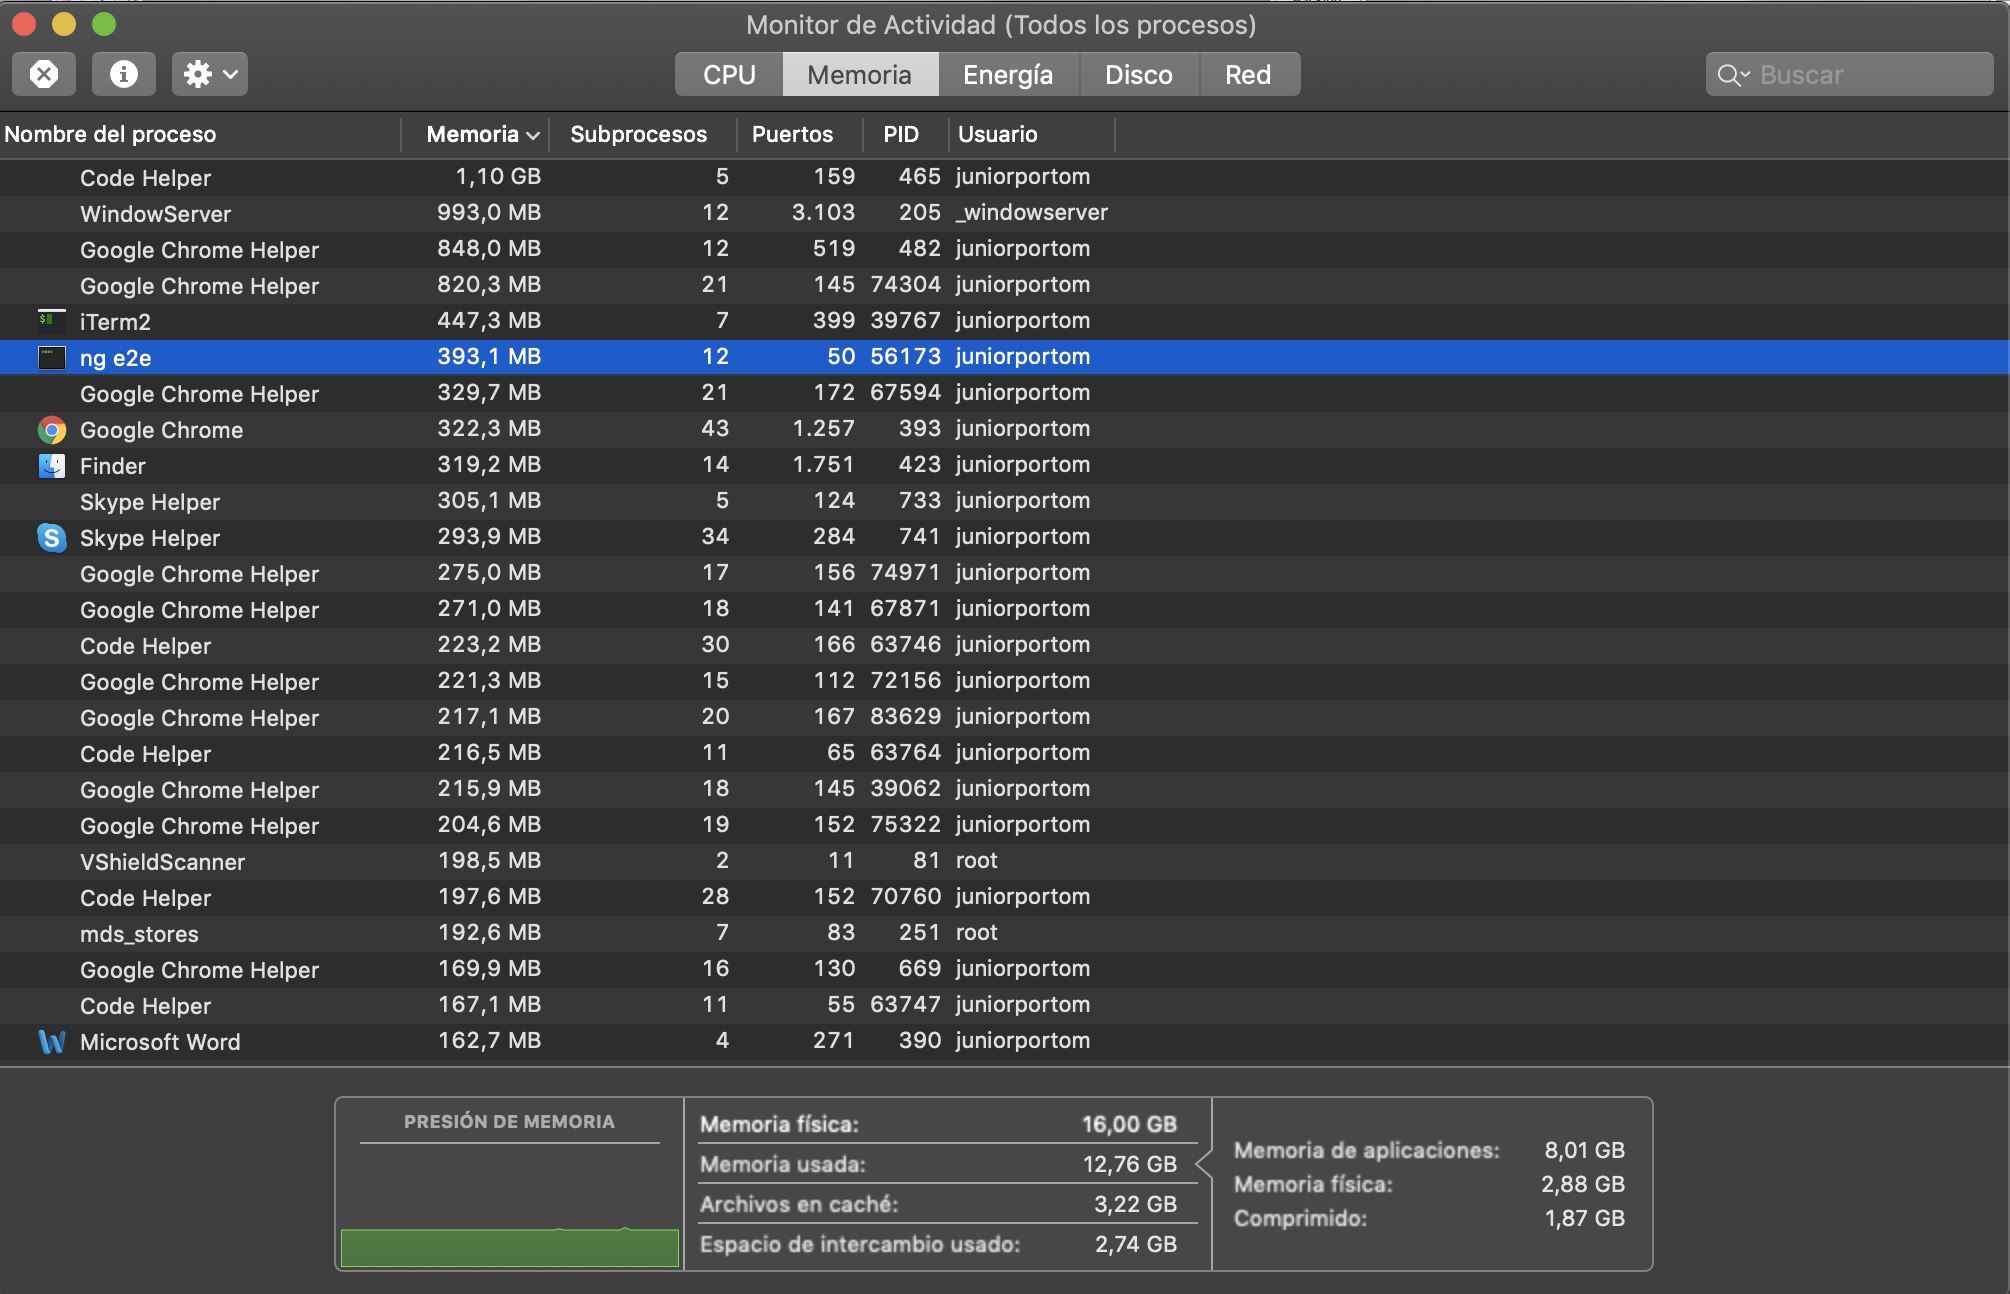 Monitor de Actividad (Todos los procesos)
CPU Memoria Energía Disco Red Buscar
Nombre del proceso Memoria Subprocesos Puertos PID Usuario
Code Helper 1,10 GB 5 159 465 juniorportom
WindowServer 993,0 MB 12 3.103 205 _windowserver
Google Chrome Helper 848,0 MB 12 519 482 juniorportom
Google Chrome Helper 820,3 MB 21 145 74304 juniorportom
iTerm2 447,3 MB 7 399 39767 juniorportom
ng e2e 393,1 MB 12 50 56173 juniorportom
Google Chrome Helper 329,7 MB 21 172 67594 juniorportom
Google Chrome 322,3 MB 43 1.257 393 juniorportom
Finder 319,2 MB 14 1.751 423 juniorportom
Skype Helper 305,1 MB 5 124 733 juniorportom
Skype Helper 293,9 MB 34 284 741 juniorportom
Google Chrome Helper 275,0 MB 17 156 74971 juniorportom
Google Chrome Helper 271,0 MB 18 141 67871 juniorportom
Code Helper 223,2 MB 30 166 63746 juniorportom
Google Chrome Helper 221,3 MB 15 112 72156 juniorportom
Google Chrome Helper 217,1 MB 20 167 83629 juniorportom
Code Helper 216,5 MB 11 65 63764 juniorportom
Google Chrome Helper 215,9 MB 18 145 39062 juniorportom
Google Chrome Helper 204,6 MB 19 152 75322 juniorportom
VShieldScanner 198,5 MB 2 11 81 root
Code Helper 197,6 MB 28 152 70760 juniorportom
mds_stores 192,6 MB 7 83 251 root
Google Chrome Helper 169,9 MB 16 130 669 juniorportom
Code Helper 167,1 MB 11 55 63747 juniorportom
Microsoft Word 162,7 MB 4 271 390 juniorportom
PRESIÓN DE MEMORIA
Memoria física: 16,00 GB
Memoria usada: 12,76 GB
Archivos en caché: 3,22 GB
Espacio de intercambio usado: 2,74 GB
Memoria de aplicaciones: 8,01 GB
Memoria física: 2,88 GB
Comprimido: 1,87 GB